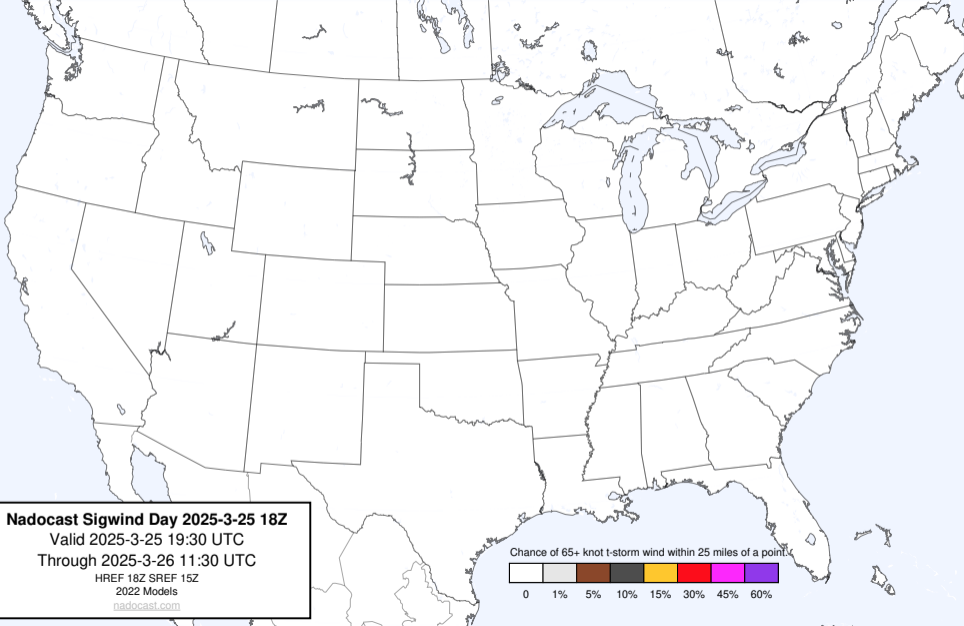 Nadocast Sigwind Day 2025-3-25 18Z
Valid 2025-3-25 19:30 UTC
Through 2025-3-26 11:30 UTC
HREF 18Z SREF 15Z
2022 Models
nadocast.com
Chance of 65+ knot t-storm wind within 25 miles of a point.
0 1% 5% 10% 15% 30% 45% 60%